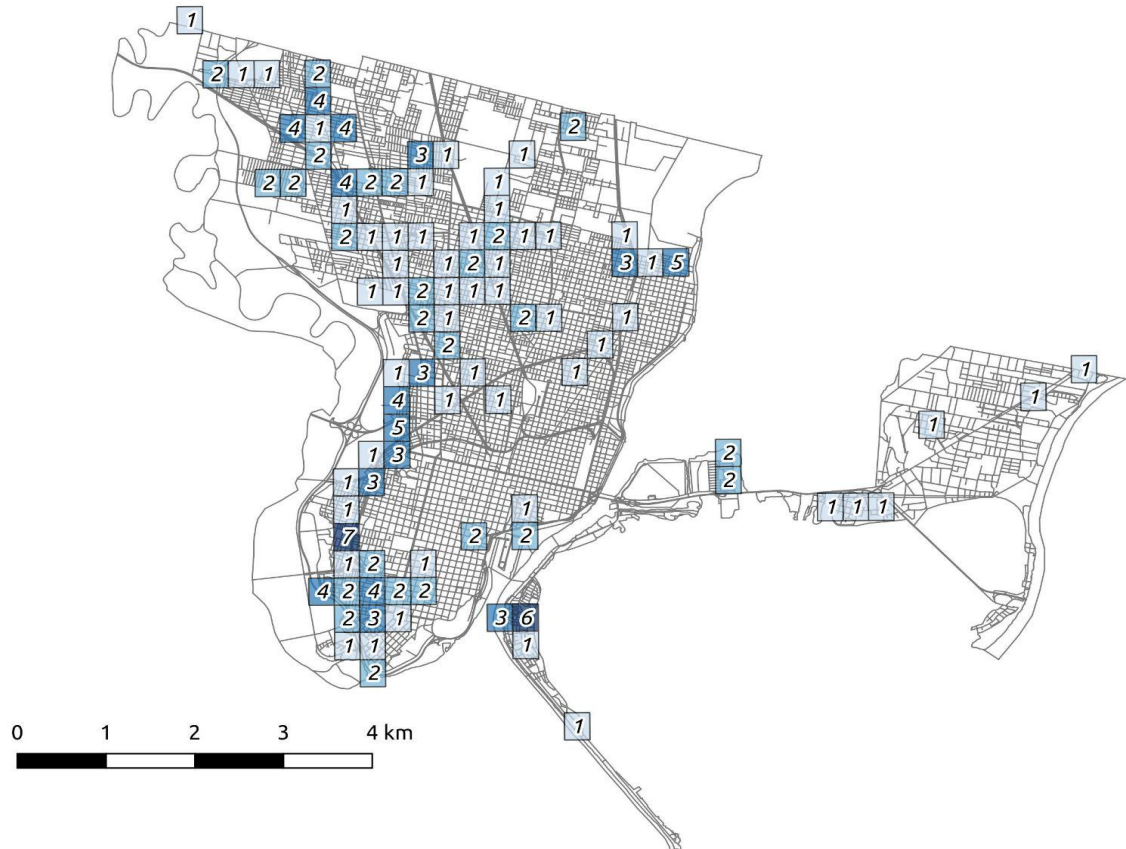 1
2 1 1 2
4
4 1 4 2
2 3 1 1
2 2 4 2 2 1 1
1 1
2 1 1 1 1 2 1 1 1
1 1 2 1 3 1 5
1 1 2 1 1 1
2 1 2 1 1
2 1
1 3 1 1 1
4 1 1 1
5 1
1 3 2
1 3 2
1 1 1 1 1
7 2 2
1 2 1
4 2 4 2 2
2 3 1 3 6
1 1 1
2
1
0 1 2 3 4 km